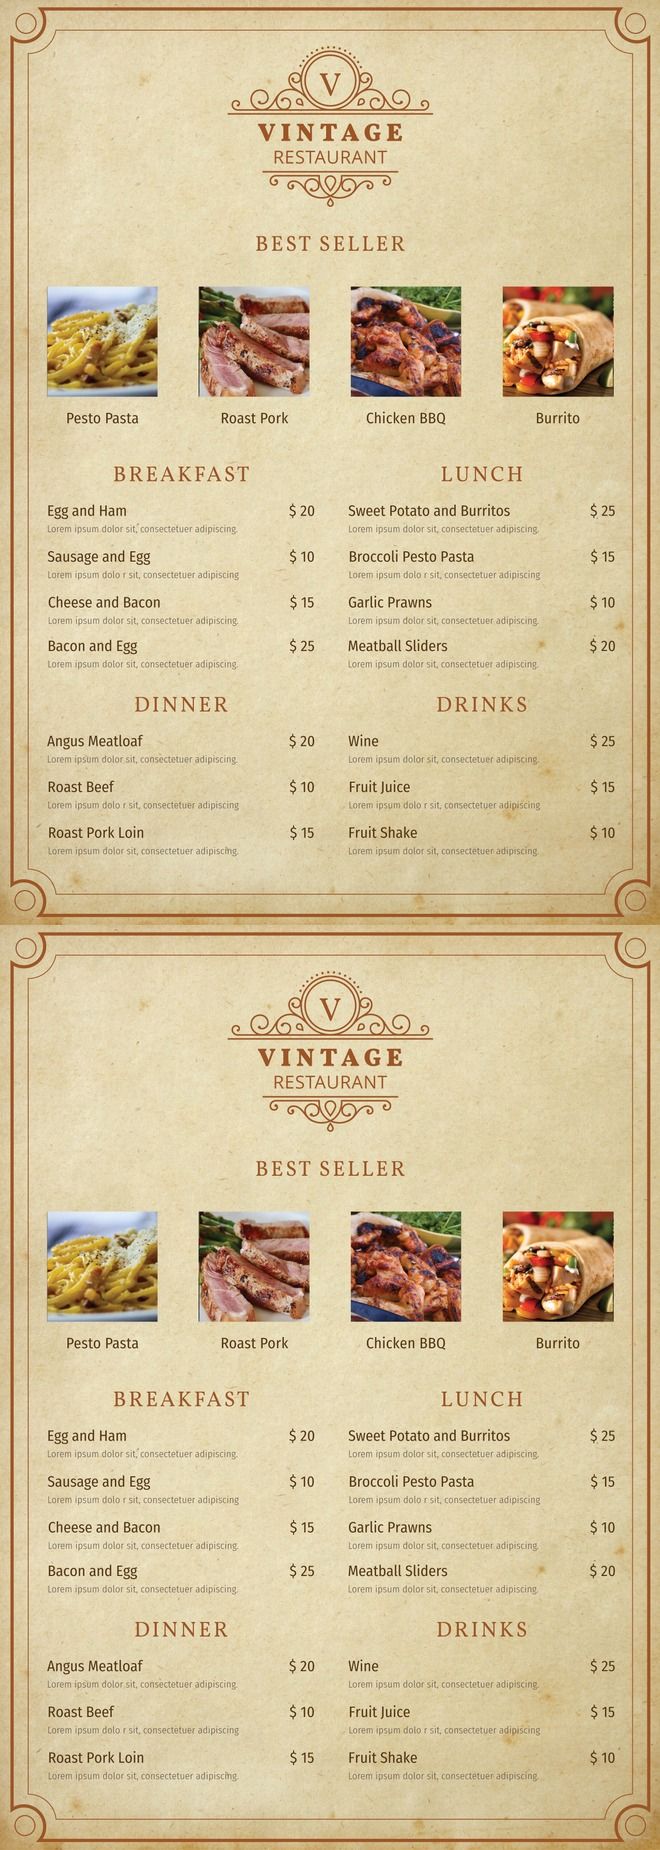 V
VINTAGE
RESTAURANT
BEST SELLER
Pesto Pasta
Roast Pork
Chicken BBQ
Burrito
BREAKFAST
Egg and Ham $ 20
Lorem ipsum dolor sit, consectetuer adipiscing.
Sausage and Egg $ 10
Lorem ipsum dolo r sit, consectetuer adipiscing
Cheese and Bacon $ 15
Lorem ipsum dolor sit, consectetuer adipiscing.
Bacon and Egg $ 25
Lorem ipsum dolor sit, consectetuer adipiscing.
LUNCH
Sweet Potato and Burritos $ 25
Lorem ipsum dolor sit, consectetuer adipiscing.
Broccoli Pesto Pasta $ 15
Lorem ipsum dolo r sit, consectetuer adipiscing
Garlic Prawns $ 10
Lorem ipsum dolor sit, consectetuer adipiscing.
Meatball Sliders $ 20
Lorem ipsum dolor sit, consectetuer adipiscing.
DINNER
Angus Meatloaf $ 20
Lorem ipsum dolor sit, consectetuer adipiscing.
Roast Beef $ 10
Lorem ipsum dolo r sit, consectetuer adipiscing
Roast Pork Loin $ 15
Lorem ipsum dolor sit, consectetuer adipiscing.
DRINKS
Wine $ 25
Lorem ipsum dolor sit, consectetuer adipiscing.
Fruit Juice $ 15
Lorem ipsum dolo r sit, consectetuer adipiscing
Fruit Shake $ 10
Lorem ipsum dolor sit, consectetuer adipiscing.
V
VINTAGE
RESTAURANT
BEST SELLER
Pesto Pasta
Roast Pork
Chicken BBQ
Burrito
BREAKFAST
Egg and Ham $ 20
Lorem ipsum dolor sit, consectetuer adipiscing.
Sausage and Egg $ 10
Lorem ipsum dolo r sit, consectetuer adipiscing
Cheese and Bacon $ 15
Lorem ipsum dolor sit, consectetuer adipiscing.
Bacon and Egg $ 25
Lorem ipsum dolor sit, consectetuer adipiscing.
LUNCH
Sweet Potato and Burritos $ 25
Lorem ipsum dolor sit, consectetuer adipiscing.
Broccoli Pesto Pasta $ 15
Lorem ipsum dolo r sit, consectetuer adipiscing
Garlic Prawns $ 10
Lorem ipsum dolor sit, consectetuer adipiscing.
Meatball Sliders $ 20
Lorem ipsum dolor sit, consectetuer adipiscing.
DINNER
Angus Meatloaf $ 20
Lorem ipsum dolor sit, consectetuer adipiscing.
Roast Beef $ 10
Lorem ipsum dolo r sit, consectetuer adipiscing
Roast Pork Loin $ 15
Lorem ipsum dolor sit, consectetuer adipiscing.
DRINKS
Wine $ 25
Lorem ipsum dolor sit, consectetuer adipiscing.
Fruit Juice $ 15
Lorem ipsum dolo r sit, consectetuer adipiscing
Fruit Shake $ 10
Lorem ipsum dolor sit, consectetuer adipiscing.